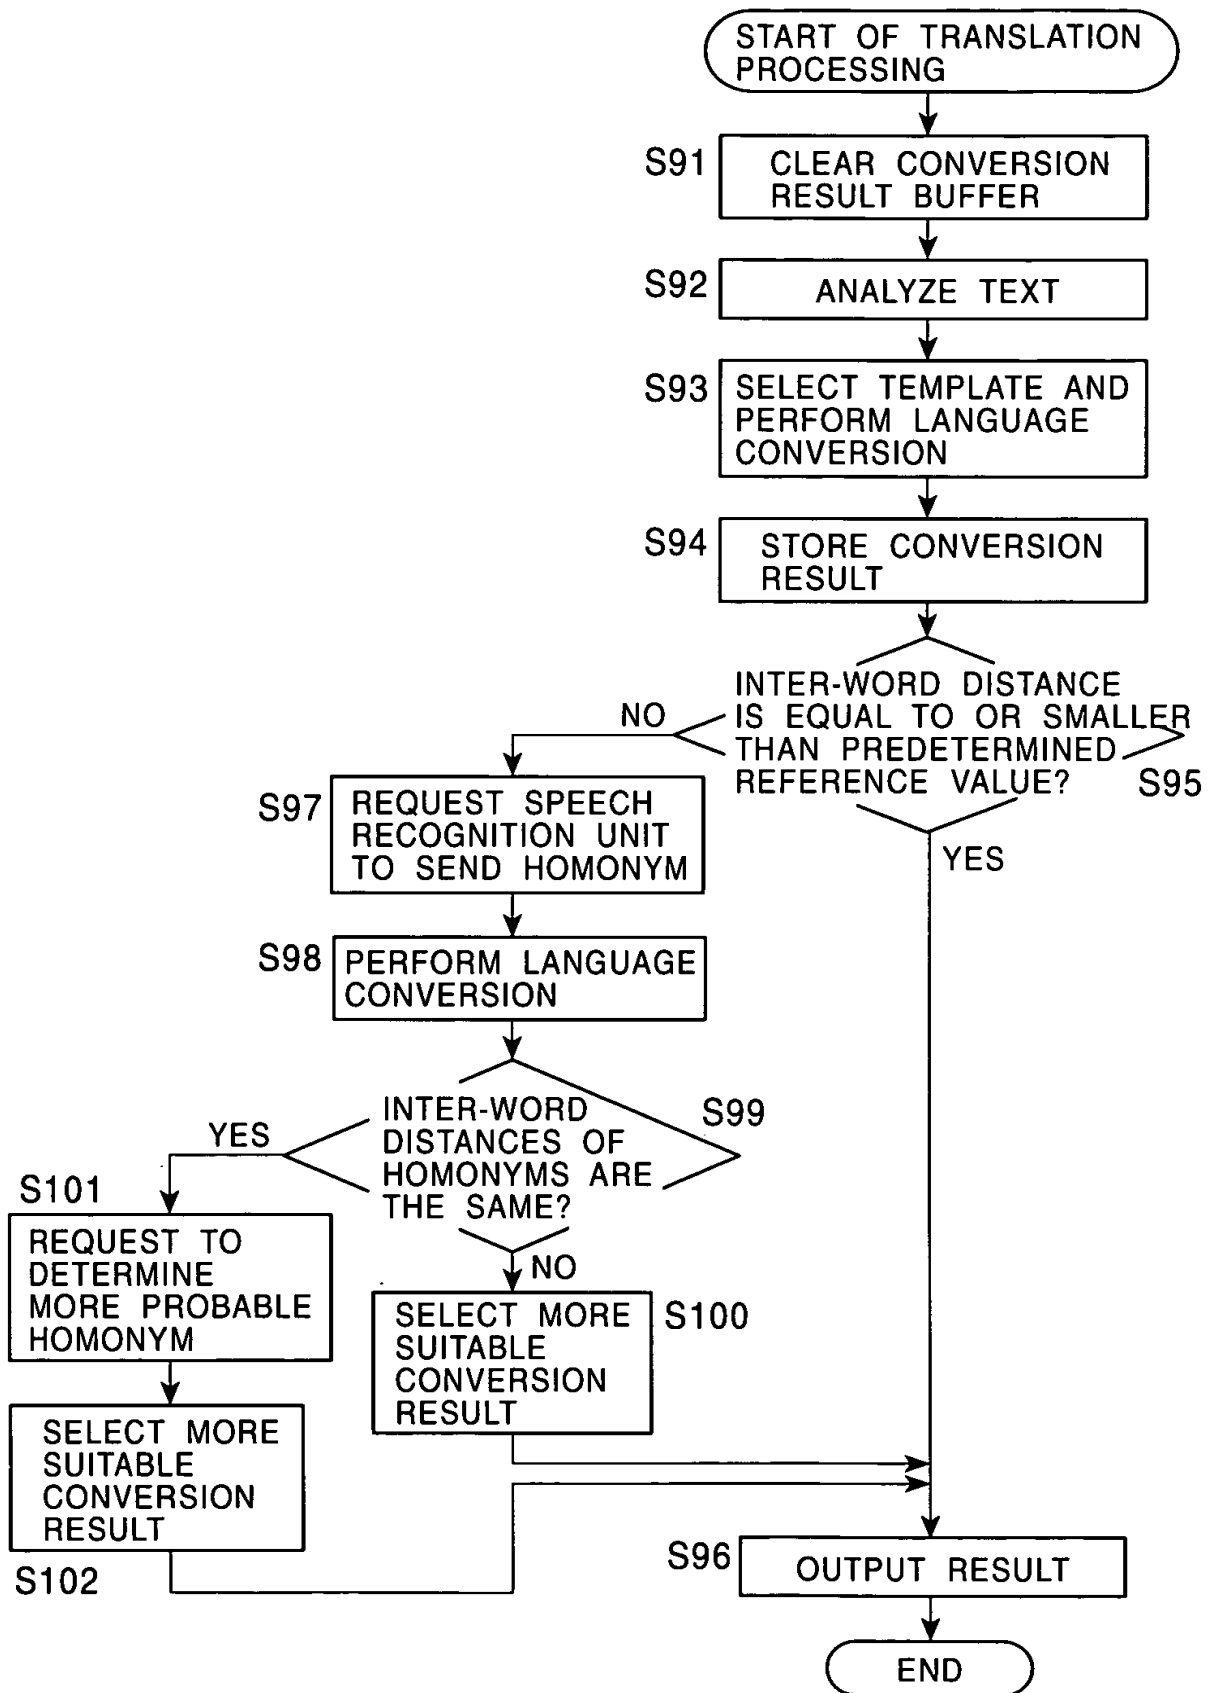 START OF TRANSLATION
PROCESSING
S91
CLEAR CONVERSION
RESULT BUFFER
S92
ANALYZE TEXT
S93
SELECT TEMPLATE AND
PERFORM LANGUAGE
CONVERSION
S94
STORE CONVERSION
RESULT
INTER-WORD DISTANCE
IS EQUAL TO OR SMALLER
THAN PREDETERMINED
REFERENCE VALUE?
S95
NO
YES
S97
REQUEST SPEECH
RECOGNITION UNIT
TO SEND HOMONYM
S98
PERFORM LANGUAGE
CONVERSION
INTER-WORD
DISTANCES OF
HOMONYMS ARE
THE SAME?
S99
YES
NO
S101
REQUEST TO
DETERMINE
MORE PROBABLE
HOMONYM
SELECT MORE
SUITABLE
CONVERSION
RESULT
S100
SELECT MORE
SUITABLE
CONVERSION
RESULT
S102
S96
OUTPUT RESULT
END